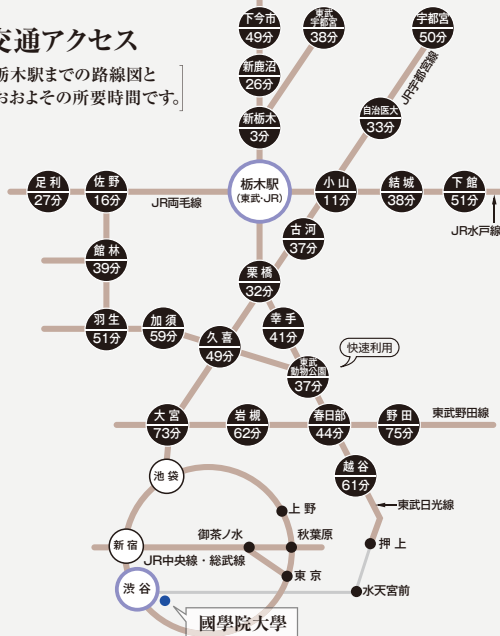 交通アクセス
栃木駅までの路線図と
おおよその所要時間です。
下今市
49分
東武
宇都宮
38分
宇都宮
50分
新鹿沼
26分
JR宇都宮線
自治医大
33分
新栃木
3分
足利
27分
佐野
16分
栃木駅
(東武・JR)
小山
11分
結城
38分
下館
51分
JR両毛線
JR水戸線
古河
37分
館林
39分
栗橋
32分
羽生
51分
加須
59分
久喜
49分
幸手
41分
快速利用
東武
動物公園
37分
大宮
73分
岩槻
62分
春日部
44分
野田
75分
東武野田線
越谷
61分
池袋
東武日光線
上野
御茶ノ水
秋葉原
押上
新宿
JR中央線・総武線
東京
渋谷
水天宮前
國學院大學